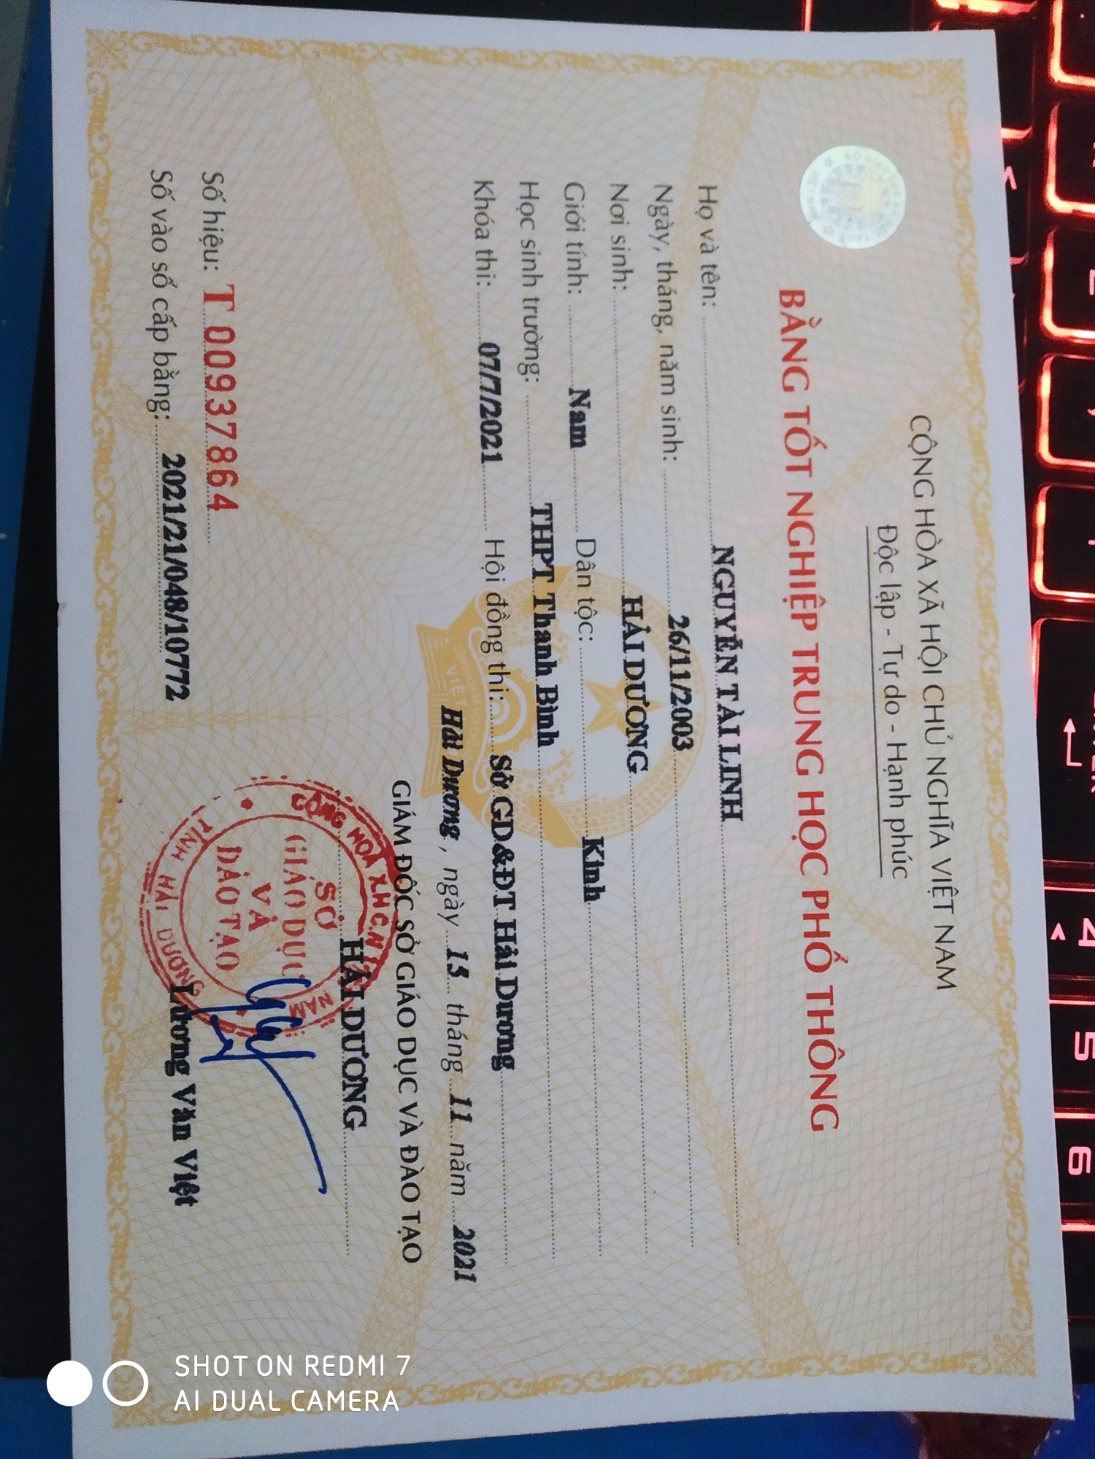 CỘNG HÒA XÃ HỘI CHỦ NGHĨA VIỆT NAM
Độc lập - Tự do - Hạnh phúc
BẰNG TỐT NGHIỆP TRUNG HỌC PHỔ THÔNG
Họ và tên: NGUYỄN TÀI LINH
Ngày, tháng, năm sinh: 26/11/2003
Nơi sinh: HẢI DƯƠNG
Giới tính: Nam Dân tộc: Kinh
Học sinh trường: THPT Thanh Bình
Khóa thi: 07/7/2021 Hội đồng thi: Sở GD&ĐT Hải Dương
Hải Dương, ngày 15 tháng 11 năm 2021
GIÁM ĐỐC SỞ GIÁO DỤC VÀ ĐÀO TẠO
HẢI DƯƠNG
CỘNG HOÀ X.H.C.N NAM
SỞ
GIÁO DỤC
VÀ
ĐÀO TẠO
TỈNH HẢI DƯƠNG
Số hiệu: T 00937864
Số vào sổ cấp bằng: 2021/21/048/10772
Lương Văn Việt
SHOT ON REDMI 7
AI DUAL CAMERA
4
5
6